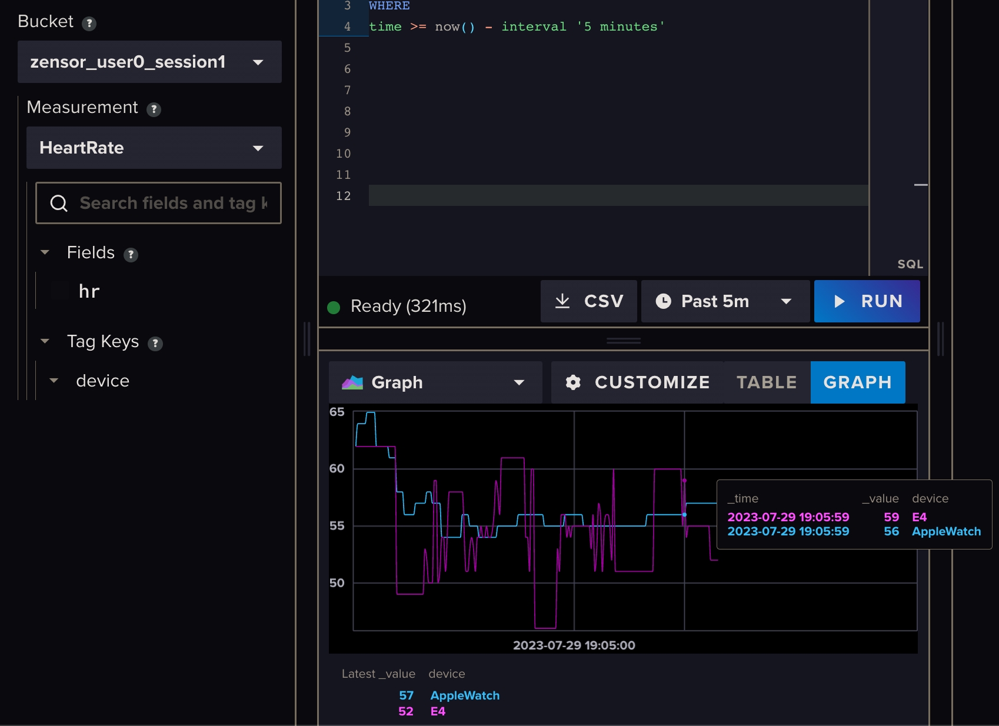 Bucket ?
zensor_user0_session1
Measurement ?
HeartRate
Search fields and tag k
Fields ?
hr
Tag Keys ?
device
3 WHERE
4 time >= now() - interval '5 minutes'
5
6
7
8
9
10
11
12
SQL
Ready (321ms)
CSV
Past 5m
RUN
Graph
CUSTOMIZE
TABLE
GRAPH
65
60
55
50
2023-07-29 19:05:00
_time _value device
2023-07-29 19:05:59 59 E4
2023-07-29 19:05:59 56 AppleWatch
Latest _value device
57 AppleWatch
52 E4